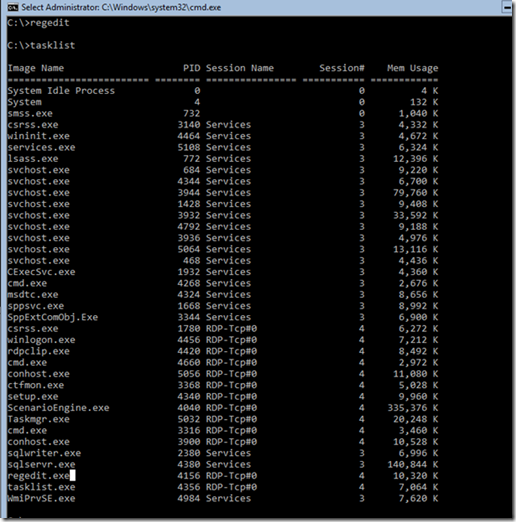 Select Administrator: C:\Windows\system32\cmd.exe
C:\>regedit
C:\>tasklist
Image Name                     PID Session Name        Session#    Mem Usage
========================= ======== ================ =========== ============
System Idle Process              0                            0          4 K
System                           4                            0        132 K
smss.exe                       732                            0      1,040 K
csrss.exe                     3140 Services                   3      4,332 K
wininit.exe                   4464 Services                   3      4,672 K
services.exe                  5108 Services                   3      6,324 K
lsass.exe                      772 Services                   3     12,396 K
svchost.exe                    684 Services                   3      9,220 K
svchost.exe                   4344 Services                   3      6,700 K
svchost.exe                   3944 Services                   3     79,760 K
svchost.exe                   1428 Services                   3      9,408 K
svchost.exe                   3932 Services                   3     33,592 K
svchost.exe                   4792 Services                   3      9,188 K
svchost.exe                   3936 Services                   3      4,976 K
svchost.exe                   5064 Services                   3     13,116 K
svchost.exe                    468 Services                   3      4,436 K
CExecSvc.exe                  1932 Services                   3      4,360 K
cmd.exe                       4268 Services                   3      2,676 K
msdtc.exe                     4324 Services                   3      8,656 K
sppsvc.exe                    1668 Services                   3      8,992 K
SppExtComObj.Exe              3344 Services                   3      6,900 K
csrss.exe                     1780 RDP-Tcp#0                  4      6,272 K
winlogon.exe                  4456 RDP-Tcp#0                  4      7,212 K
rdpclip.exe                   4420 RDP-Tcp#0                  4      8,492 K
cmd.exe                       4660 RDP-Tcp#0                  4      2,972 K
conhost.exe                   5056 RDP-Tcp#0                  4     11,080 K
ctfmon.exe                    3368 RDP-Tcp#0                  4      5,028 K
setup.exe                     4340 RDP-Tcp#0                  4      9,960 K
ScenarioEngine.exe            4040 RDP-Tcp#0                  4    335,376 K
Taskmgr.exe                   5032 RDP-Tcp#0                  4     20,248 K
cmd.exe                       3316 RDP-Tcp#0                  4      3,460 K
conhost.exe                   3900 RDP-Tcp#0                  4     10,528 K
sqlwriter.exe                 2380 Services                   3      6,996 K
sqlservr.exe                  4380 Services                   3    140,844 K
regedit.exe                   4156 RDP-Tcp#0                  4     10,320 K
tasklist.exe                  4356 RDP-Tcp#0                  4      7,064 K
WmiPrvSE.exe                  4984 Services                   3      7,620 K